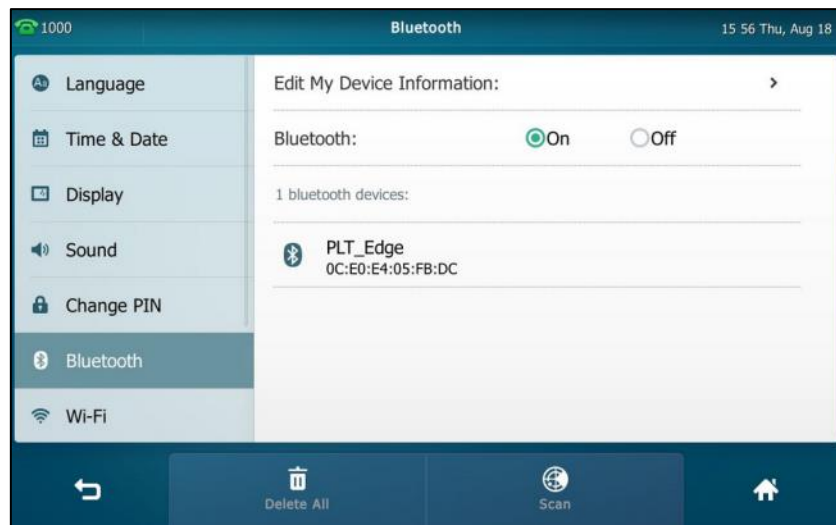 1000
Bluetooth
15 56 Thu, Aug 18
Language
Time & Date
Display
Sound
Change PIN
Bluetooth
Wi-Fi
Edit My Device Information:
Bluetooth: On Off
1 bluetooth devices:
PLT_Edge
0C:E0:E4:05:FB:DC
Delete All
Scan